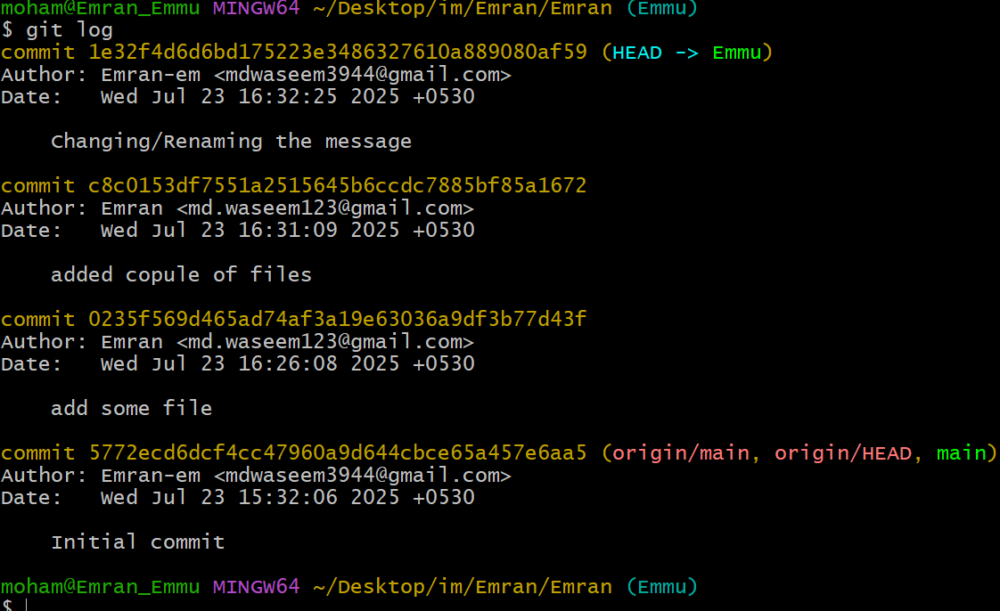 moham@Emran_Emmu MINGW64 ~/Desktop/im/Emran/Emran (Emmu)
$ git log
commit 1e32f4d6d6bd175223e3486327610a889080af59 (HEAD -> Emmu)
Author: Emran-em <mdwaseem3944@gmail.com>
Date:   Wed Jul 23 16:32:25 2025 +0530
Changing/Renaming the message
commit c8c0153df7551a2515645b6ccdc7885bf85a1672
Author: Emran <md.waseem123@gmail.com>
Date:   Wed Jul 23 16:31:09 2025 +0530
added copule of files
commit 0235f569d465ad74af3a19e63036a9df3b77d43f
Author: Emran <md.waseem123@gmail.com>
Date:   Wed Jul 23 16:26:08 2025 +0530
add some file
commit 5772ecd6dcf4cc47960a9d644cbce65a457e6aa5 (origin/main, origin/HEAD, main)
Author: Emran-em <mdwaseem3944@gmail.com>
Date:   Wed Jul 23 15:32:06 2025 +0530
Initial commit
moham@Emran_Emmu MINGW64 ~/Desktop/im/Emran/Emran (Emmu)
$